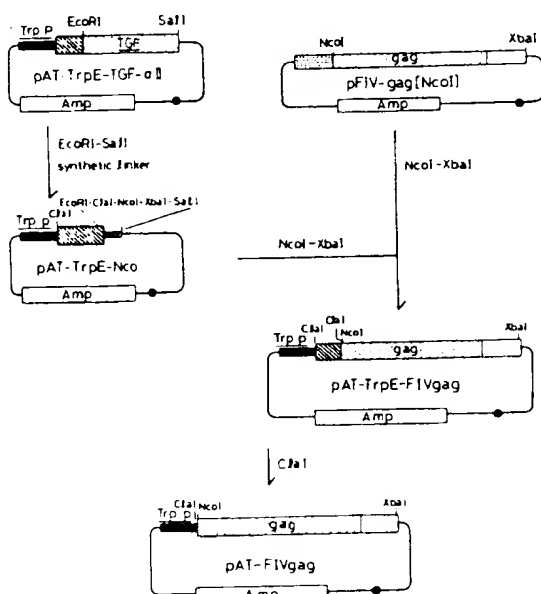 Trp P
EcoRI
SalI
TGF
pAT-TrpE-TGF-αII
Amp
EcoRI-SalI
synthetic linker
NcoI
gag
XbaI
pFIV-gag[NcoI]
Amp
NcoI-XbaI
EcoRI-ClaI-NcoI-XbaI-SalI
Trp p
ClaI
pAT-TrpE-Nco
Amp
NcoI-XbaI
Trp p
ClaI
ClaI
NcoI
gag
XbaI
pAT-TrpE-FIVgag
Amp
ClaI
Trp p
ClaI
NcoI
gag
XbaI
pAT-FIVgag
Amp